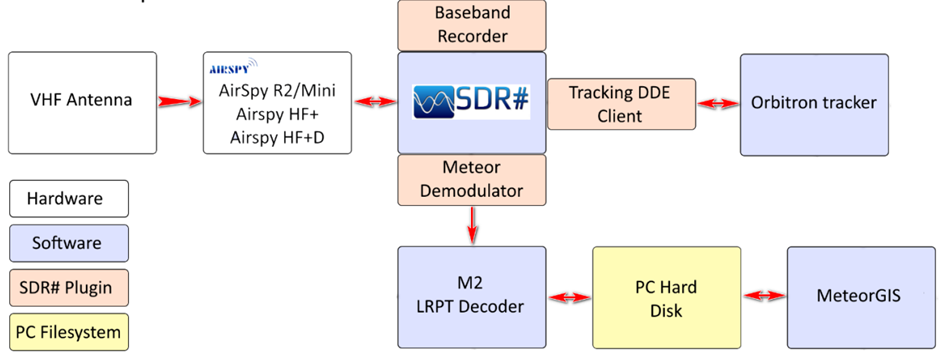 Baseband
Recorder
VHF Antenna
AIRSPY
AirSpy R2/Mini
Airspy HF+
Airspy HF+D
SDR#
Tracking DDE
Client
Orbitron tracker
Meteor
Demodulator
Hardware
Software
SDR# Plugin
PC Filesystem
M2
LRPT Decoder
PC Hard
Disk
MeteorGIS